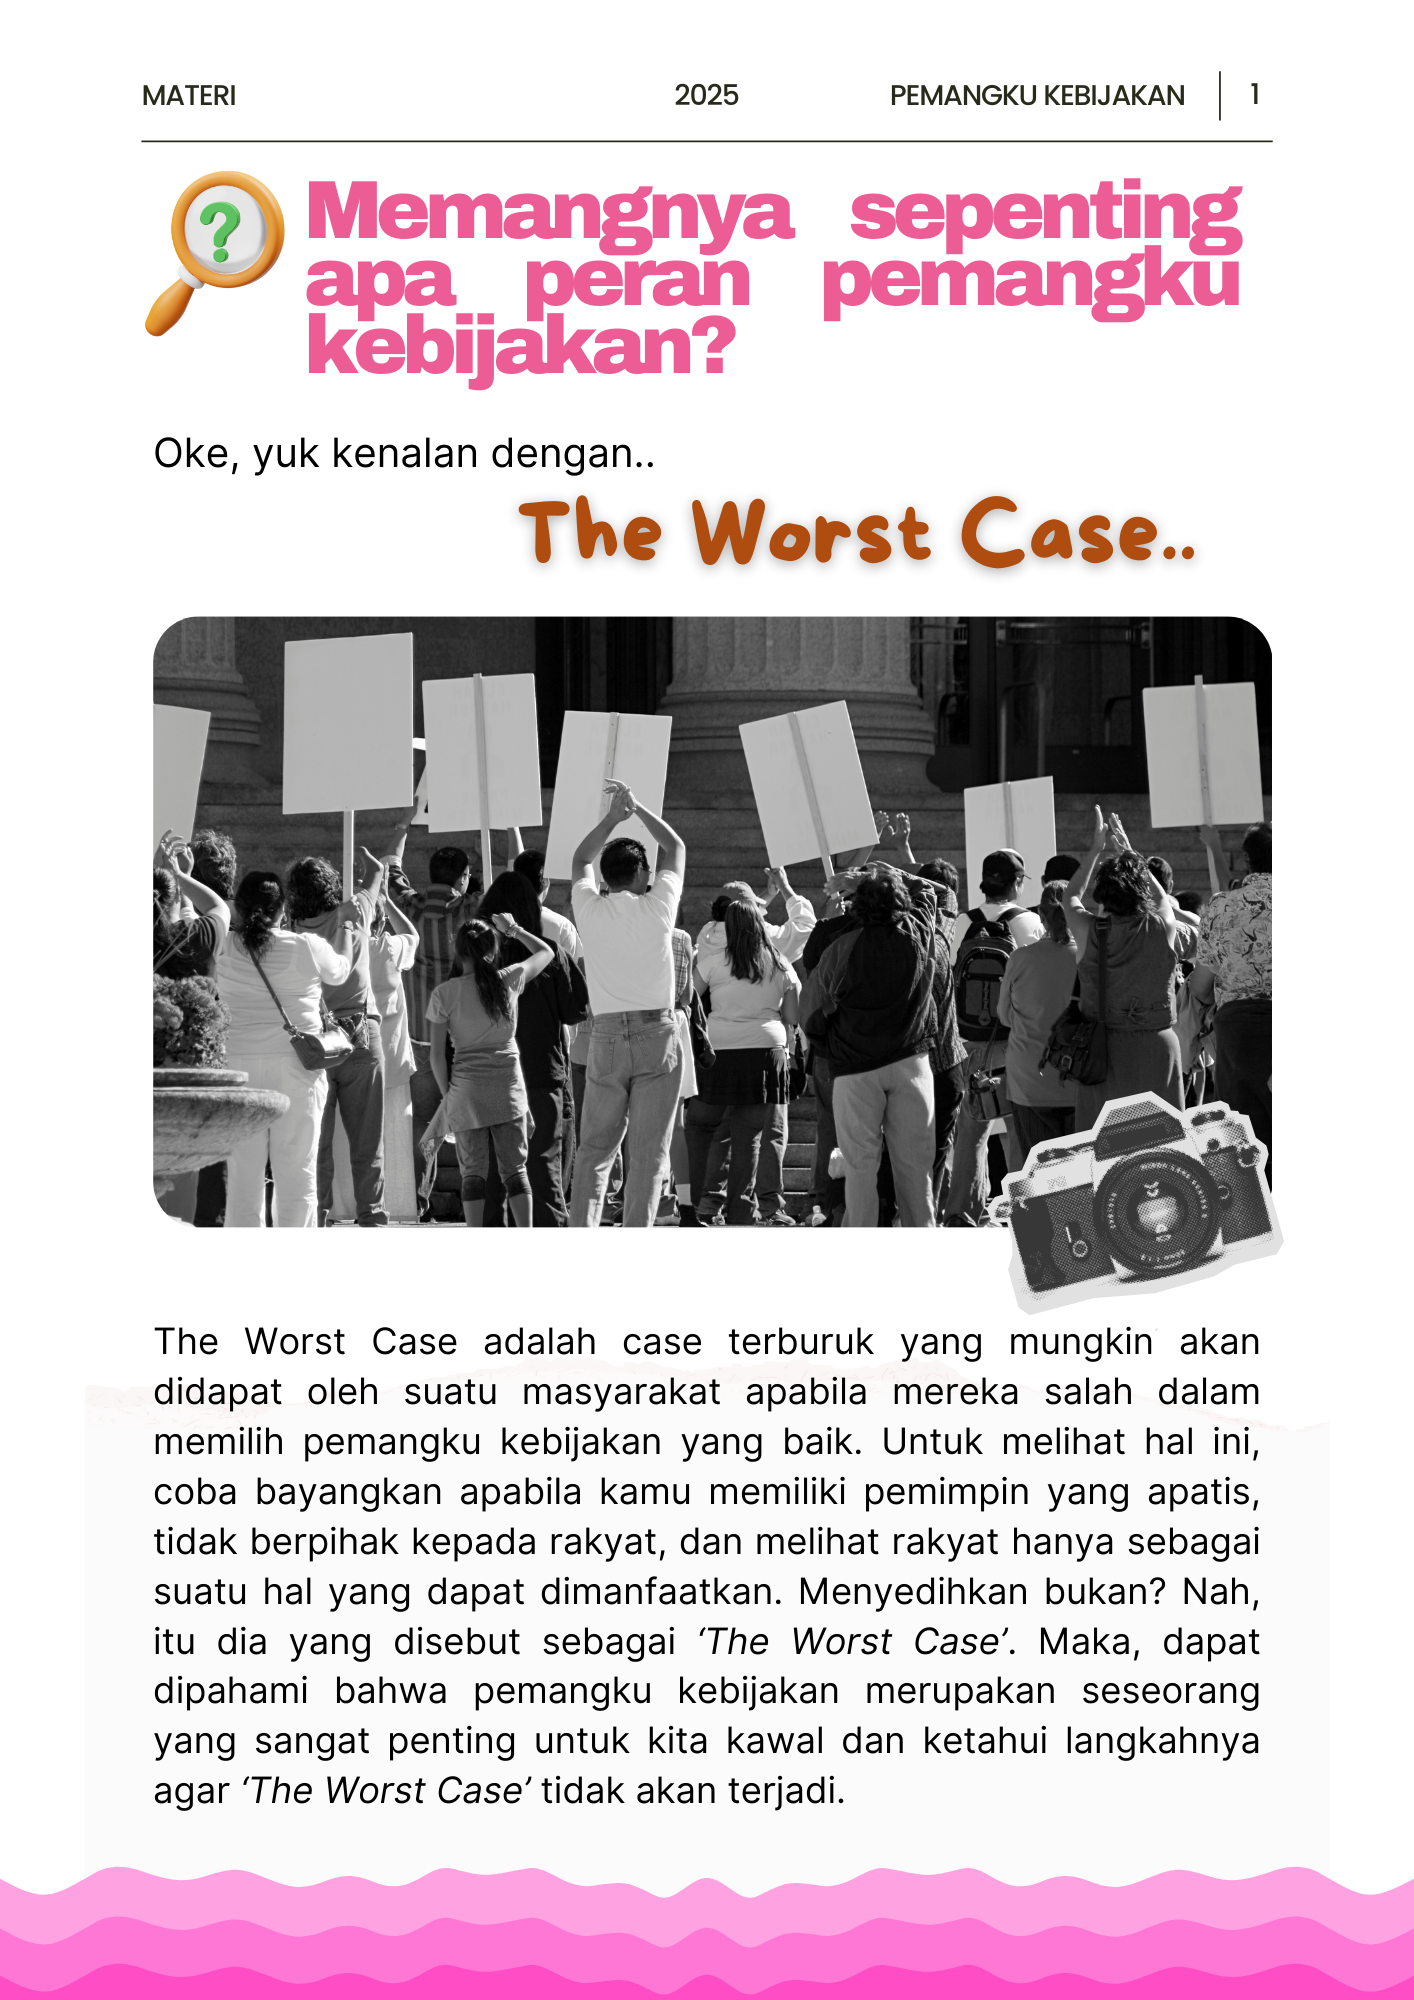 MATERI
2025
PEMANGKU KEBIJAKAN
1
Memangnya sepenting
apa peran pemangku
kebijakan?
Oke, yuk kenalan dengan..
The Worst Case..
The Worst Case adalah case terburuk yang mungkin akan
didapat oleh suatu masyarakat apabila mereka salah dalam
memilih pemangku kebijakan yang baik. Untuk melihat hal ini,
coba bayangkan apabila kamu memiliki pemimpin yang apatis,
tidak berpihak kepada rakyat, dan melihat rakyat hanya sebagai
suatu hal yang dapat dimanfaatkan. Menyedihkan bukan? Nah,
itu dia yang disebut sebagai ‘The Worst Case’. Maka, dapat
dipahami bahwa pemangku kebijakan merupakan seseorang
yang sangat penting untuk kita kawal dan ketahui langkahnya
agar ‘The Worst Case’ tidak akan terjadi.